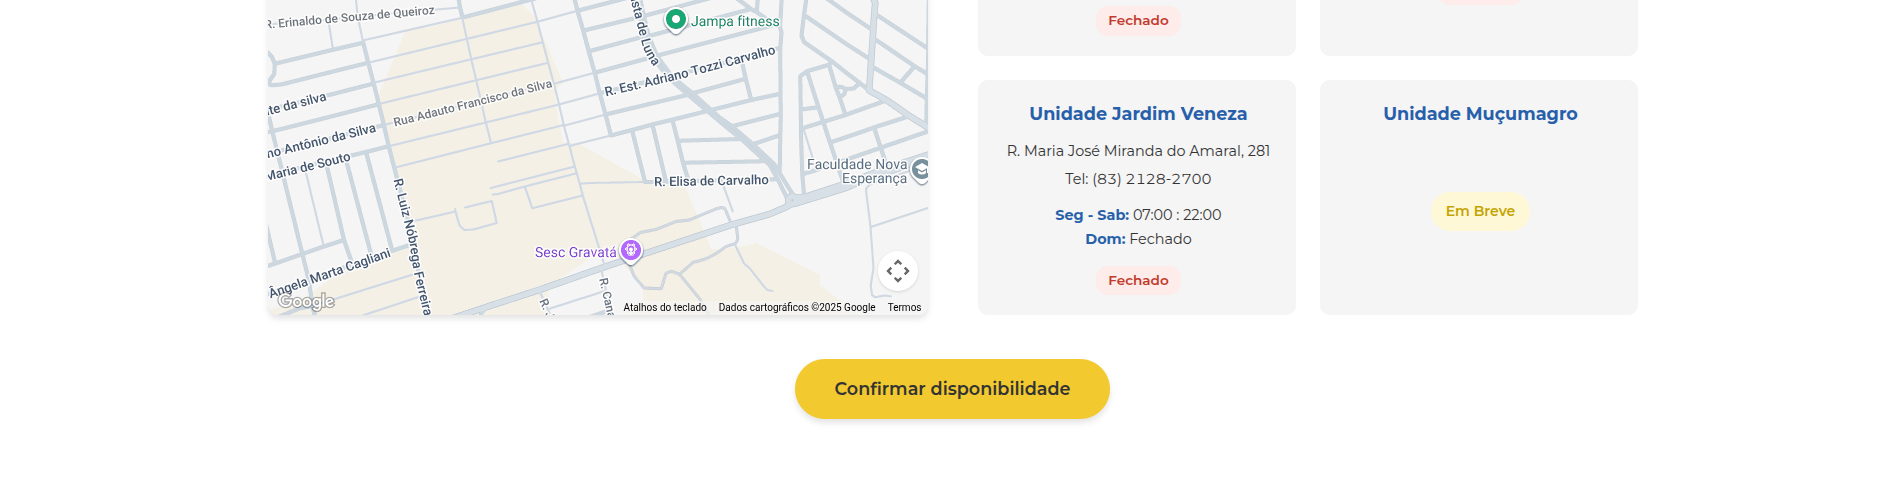 R. Erinaldo de Souza de Queiroz
Jampa fitness
sta de Luna
R. Est. Adriano Tozzi Carvalho
te da silva
Rua Adauto Francisco da Silva
no Antônio da Silva
Maria de Souto
Faculdade Nova
Esperança
R. Elisa de Carvalho
R. Luiz Nóbrega Ferreira
Sesc Gravatá
Ângela Marta Cagliani
R. Cana
R.
Google
Atalhos do teclado
Dados cartográficos ©2025 Google
Termos
Fechado
Unidade Jardim Veneza
R. Maria José Miranda do Amaral, 281
Tel: (83) 2128-2700
Seg - Sab: 07:00 : 22:00
Dom: Fechado
Fechado
Unidade Muçumagro
Em Breve
Confirmar disponibilidade